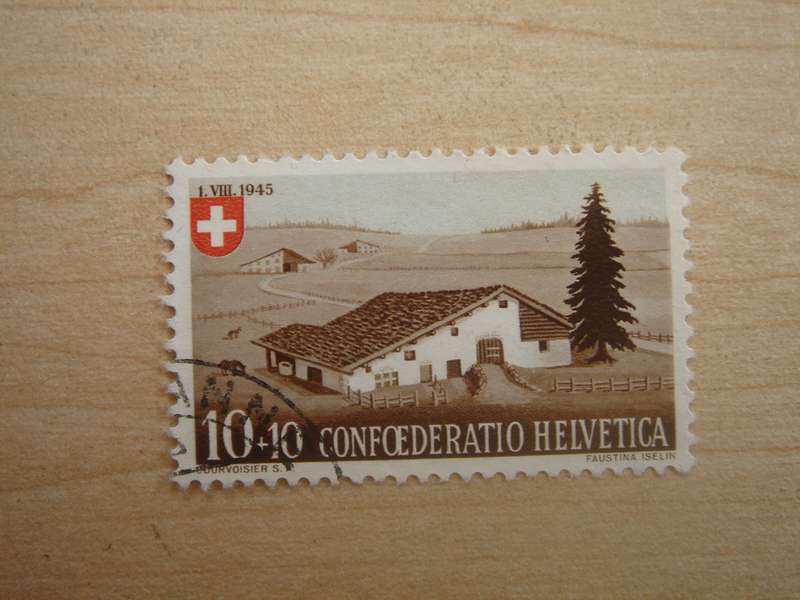 1. VIII. 1945
10+10 CONFŒDERATIO HELVETICA
COURVOISIER S.
FAUSTINA ISELIN